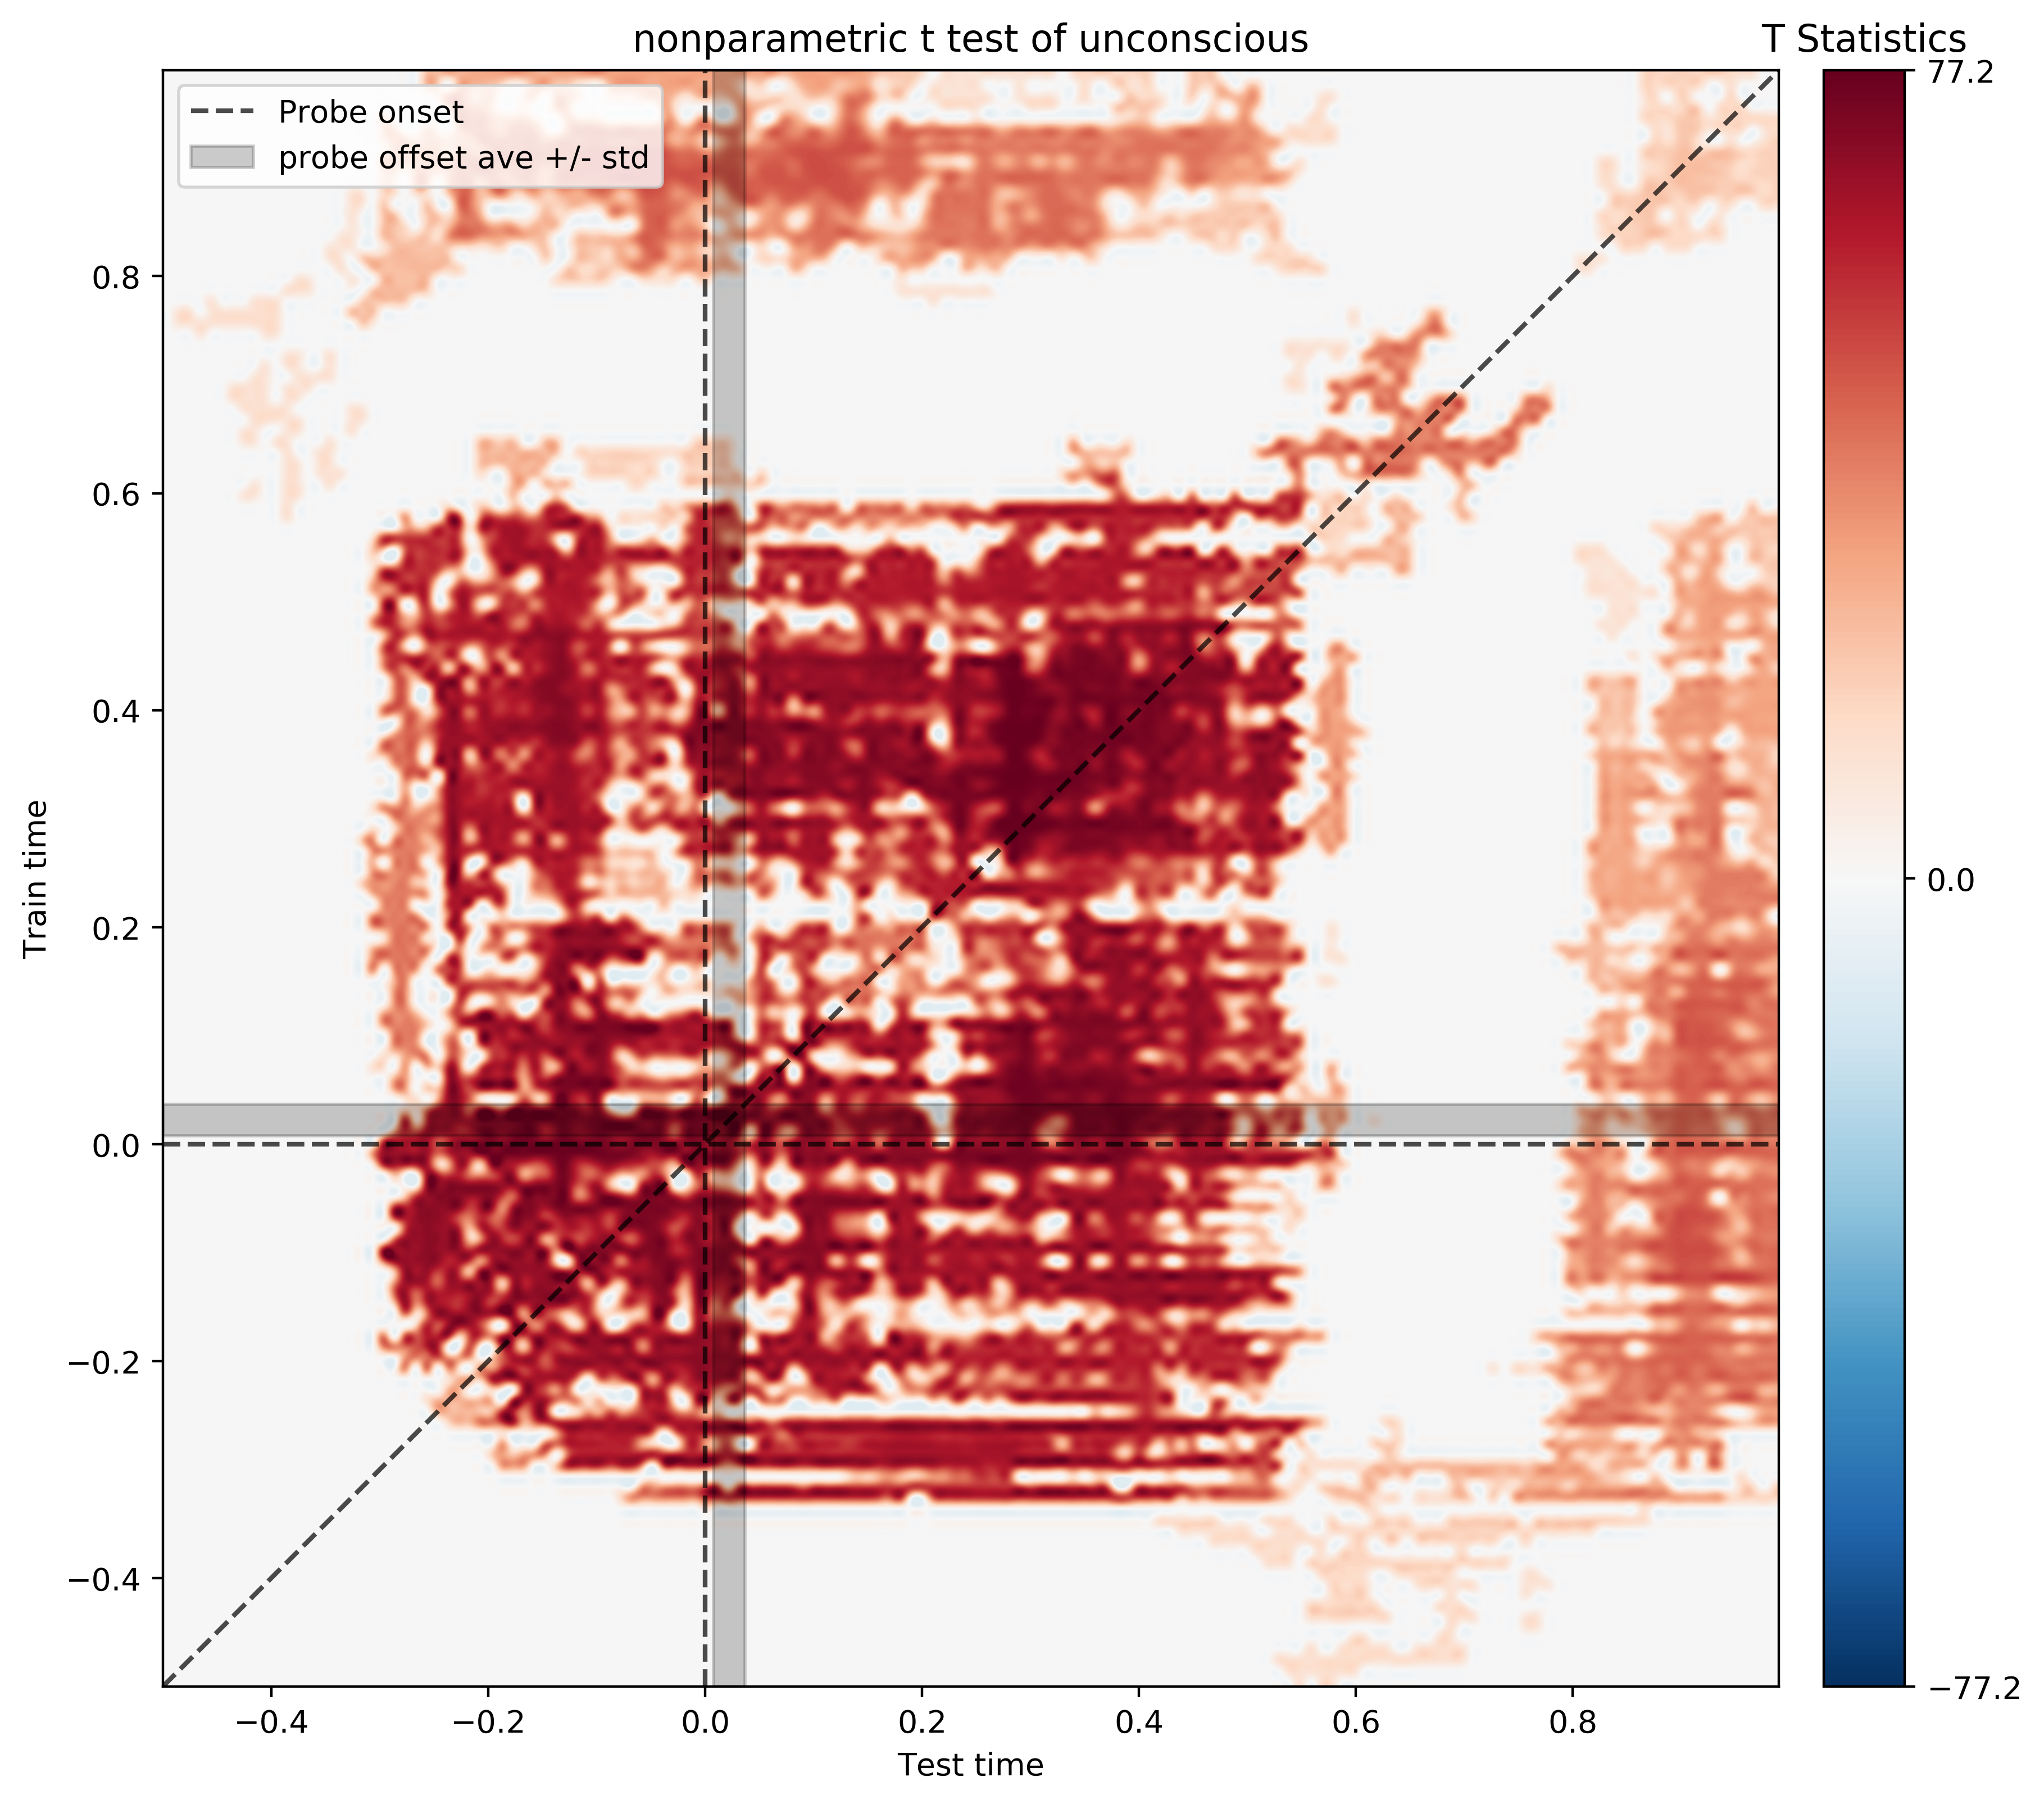 nonparametric t test of unconscious
T Statistics
Probe onset
probe offset ave +/- std
77.2
0.0
−77.2
Train time
0.8
0.6
0.4
0.2
0.0
−0.2
−0.4
−0.4
−0.2
0.0
0.2
0.4
0.6
0.8
Test time